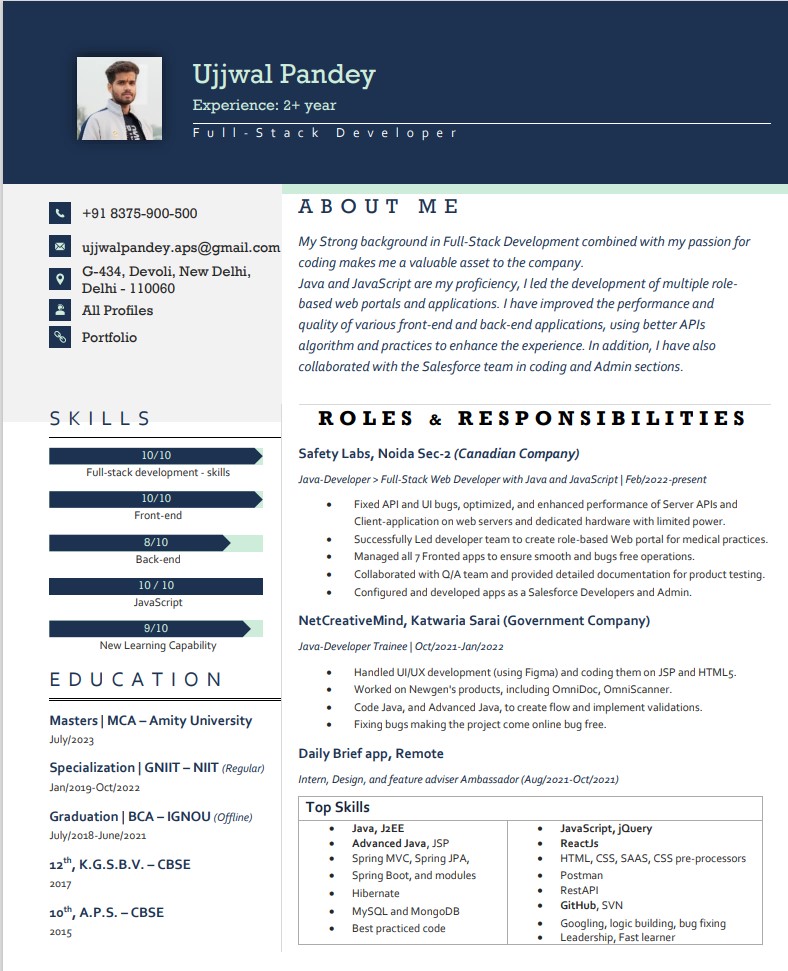 Ujjwal Pandey
Experience: 2+ year
Full-Stack Developer
+91 8375-900-500
ujjwalpandey.aps@gmail.com
G-434, Devoli, New Delhi,
Delhi - 110060
All Profiles
Portfolio
SKILLS
10/10
Full-stack development - skills
10/10
Front-end
8/10
Back-end
10 / 10
JavaScript
9/10
New Learning Capability
EDUCATION
Masters | MCA – Amity University
July/2023
Specialization | GNIIT – NIIT (Regular)
Jan/2019-Oct/2022
Graduation | BCA – IGNOU (Offline)
July/2018-June/2021
12th, K.G.S.B.V. – CBSE
2017
10th, A.P.S. – CBSE
2015
ABOUT ME
My Strong background in Full-Stack Development combined with my passion for
coding makes me a valuable asset to the company.
Java and JavaScript are my proficiency, I led the development of multiple role-
based web portals and applications. I have improved the performance and
quality of various front-end and back-end applications, using better APIs
algorithm and practices to enhance the experience. In addition, I have also
collaborated with the Salesforce team in coding and Admin sections.
ROLES & RESPONSIBILITIES
Safety Labs, Noida Sec-2 (Canadian Company)
Java-Developer > Full-Stack Web Developer with Java and JavaScript | Feb/2022-present
• Fixed API and UI bugs, optimized, and enhanced performance of Server APIs and
Client-application on web servers and dedicated hardware with limited power.
• Successfully Led developer team to create role-based Web portal for medical practices.
• Managed all 7 Fronted apps to ensure smooth and bugs free operations.
• Collaborated with Q/A team and provided detailed documentation for product testing.
• Configured and developed apps as a Salesforce Developers and Admin.
NetCreativeMind, Katwaria Sarai (Government Company)
Java-Developer Trainee | Oct/2021-Jan/2022
• Handled UI/UX development (using Figma) and coding them on JSP and HTML5.
• Worked on Newgen's products, including OmniDoc, OmniScanner.
• Code Java, and Advanced Java, to create flow and implement validations.
• Fixing bugs making the project come online bug free.
Daily Brief app, Remote
Intern, Design, and feature adviser Ambassador (Aug/2021-Oct/2021)
Top Skills
• Java, J2EE
• Advanced Java, JSP
• Spring MVC, Spring JPA,
• Spring Boot, and modules
• Hibernate
• MySQL and MongoDB
• Best practiced code
• JavaScript, jQuery
• ReactJs
• HTML, CSS, SAAS, CSS pre-processors
• Postman
• RestAPI
• GitHub, SVN
• Googling, logic building, bug fixing
• Leadership, Fast learner